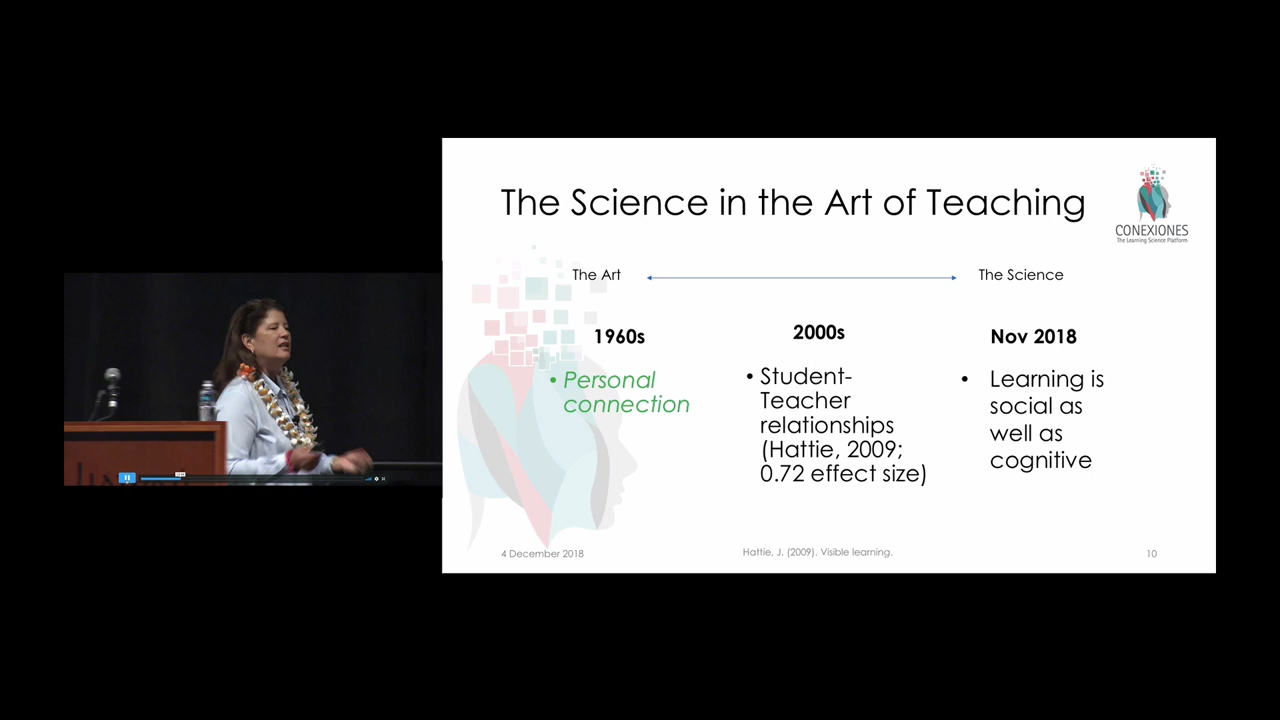 The Science in the Art of Teaching
CONEXIONES
The Learning Science Platform
The Art
The Science
1960s
• Personal
connection
2000s
• Student-
Teacher
relationships
(Hattie, 2009;
0.72 effect size)
Nov 2018
• Learning is
social as
well as
cognitive
4 December 2018
Hattie, J. (2009). Visible learning.
10